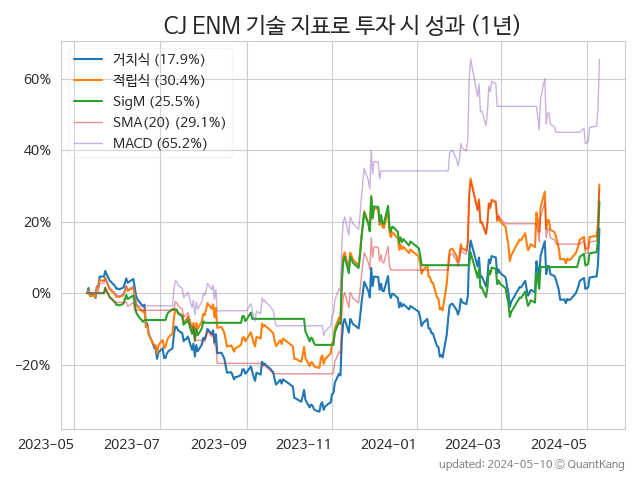 CJ ENM 기술 지표로 투자 시 성과 (1년)
거치식 (17.9%)
적립식 (30.4%)
SigM (25.5%)
SMA(20) (29.1%)
MACD (65.2%)
60%
40%
20%
0%
−20%
2023-05 2023-07 2023-09 2023-11 2024-01 2024-03 2024-05
updated: 2024-05-10 © QuantKang